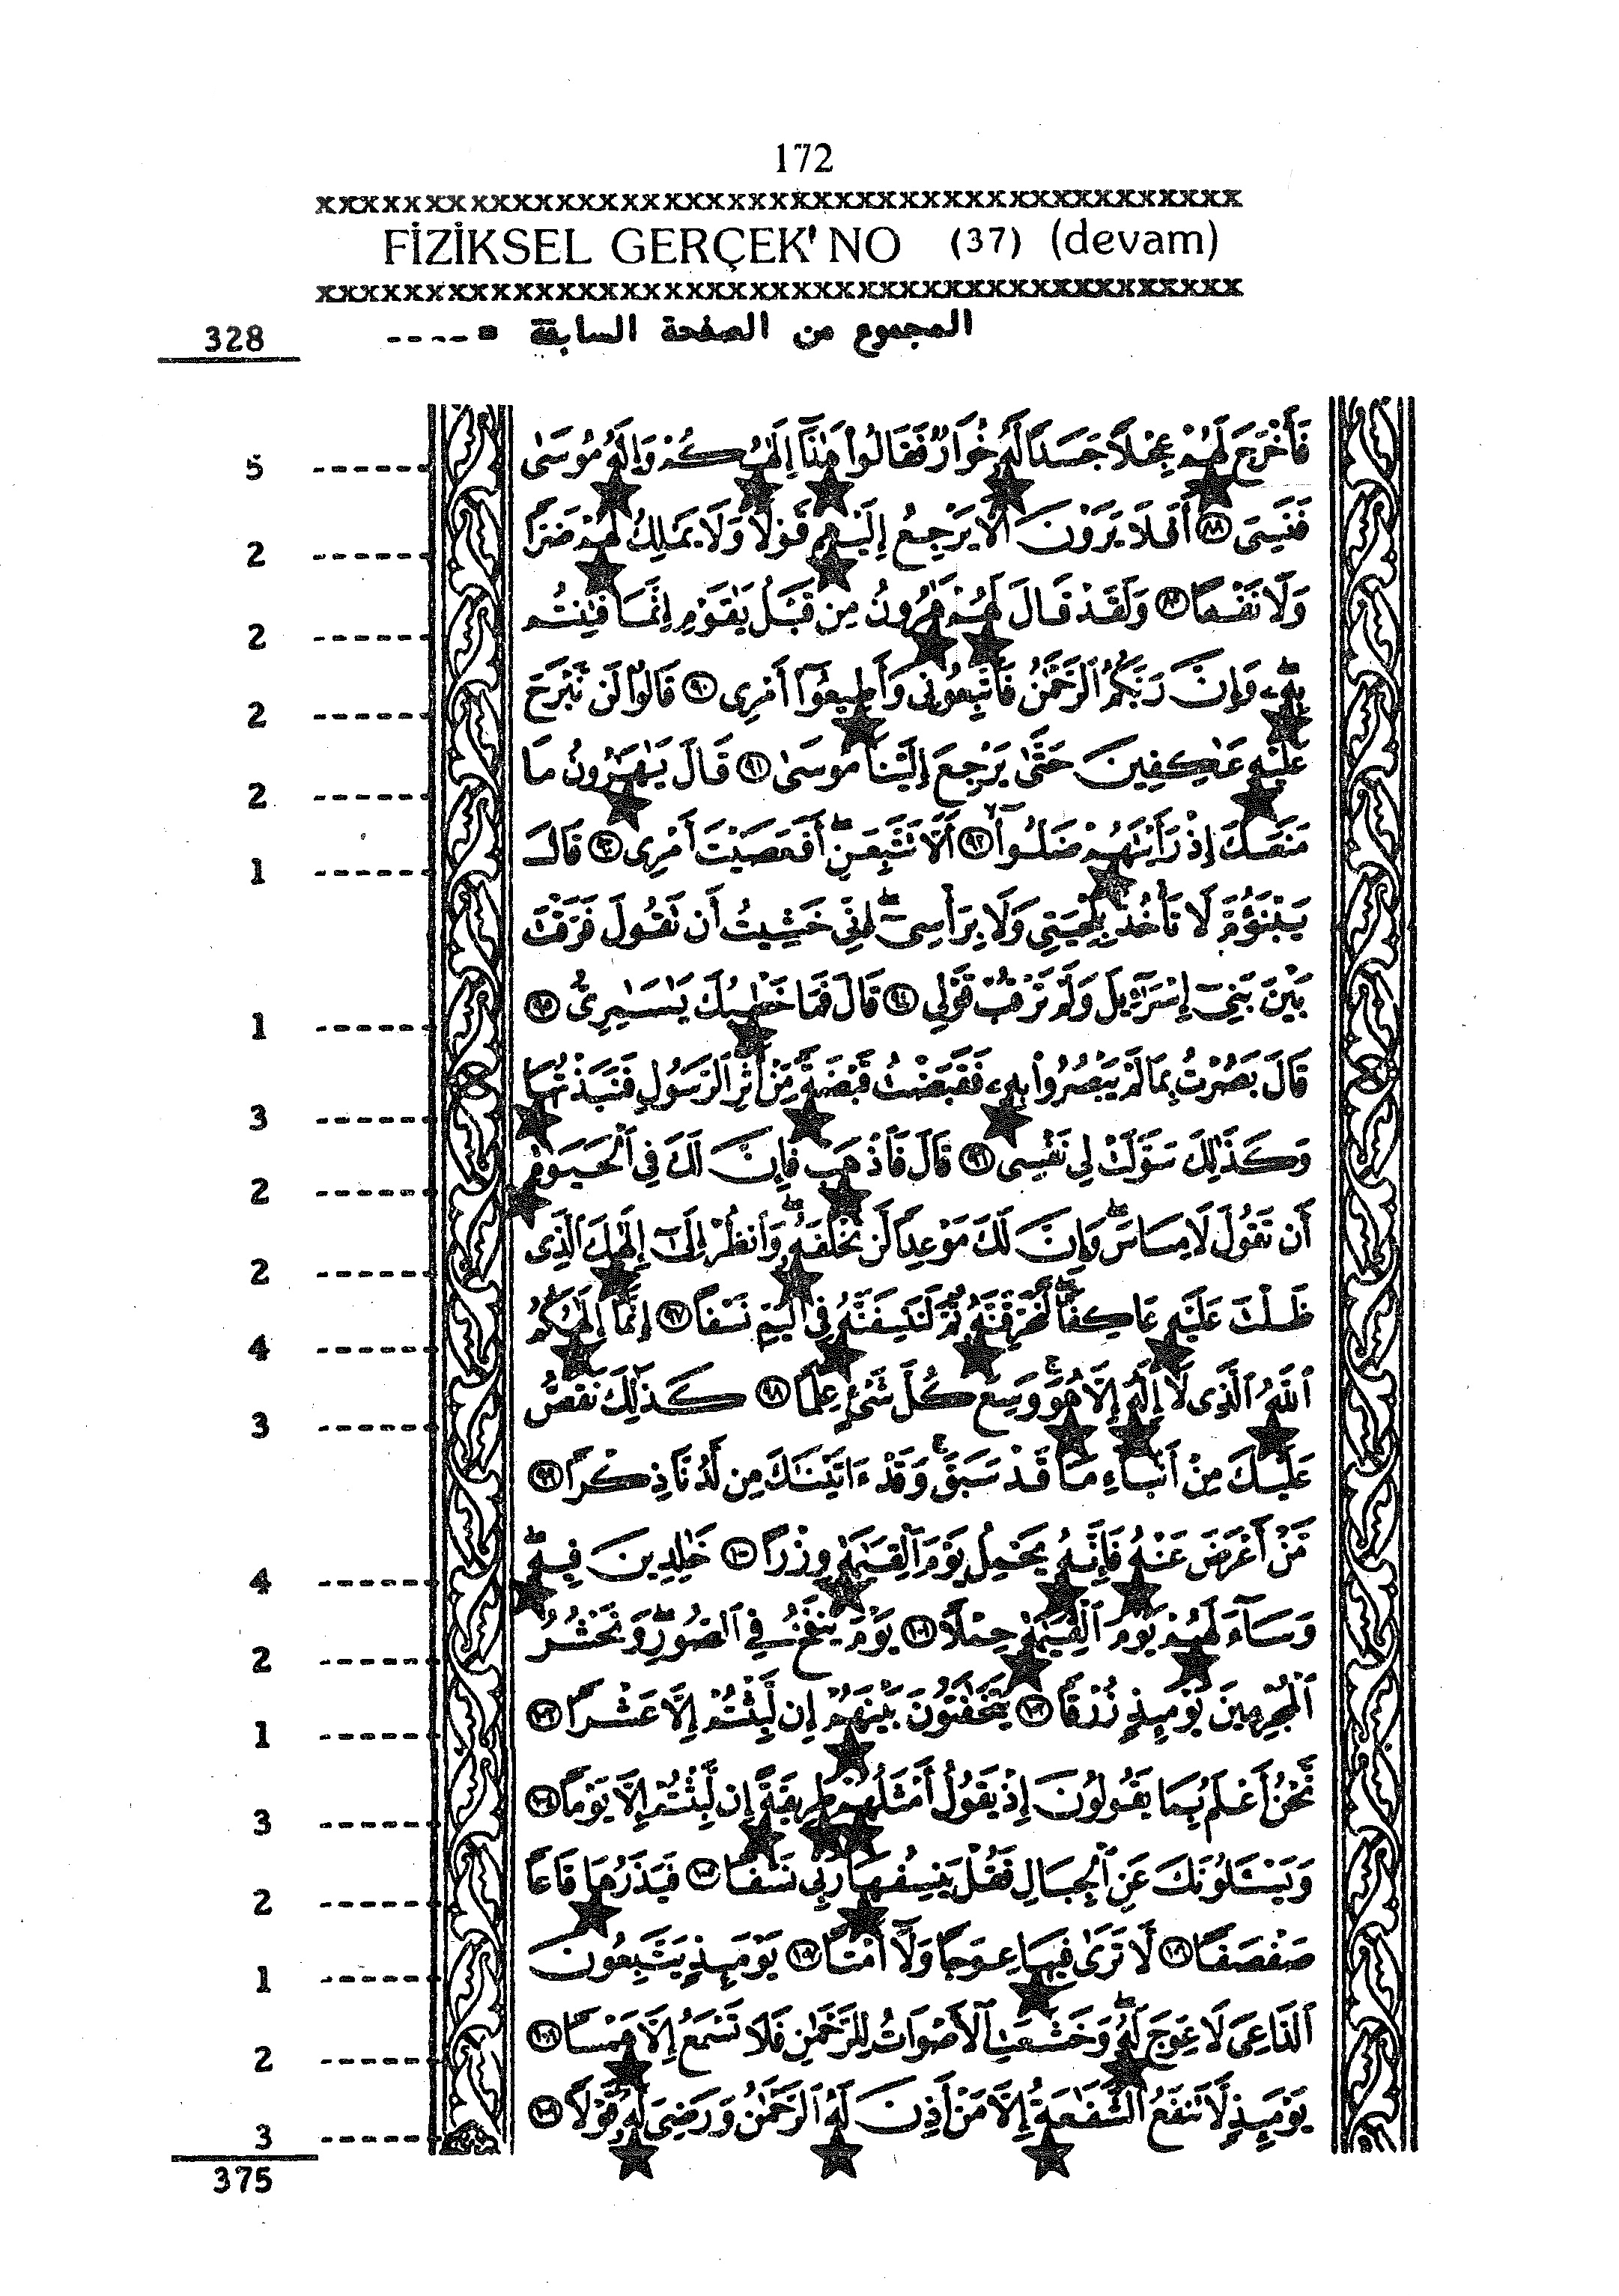 172
xxxxxxxxxxxxxxxxxxxxxxxxxxxxxxxxxxxxxxxxxxx
FİZİKSEL GERÇEK'NO (37) (devam)
xxxxxxxxxxxxxxxxxxxxxxxxxxxxxxxxxxxxxxxxxxx
328 ----= المجموع من الصفحة السابقة
5 ------ فَأَخْرَجَ لَهُمْ عِجْلًا جَسَدًا لَّهُ خُوَارٌ فَقَالُوا۟ هَٰذَآ إِلَٰهُكُمْ وَإِلَٰهُ مُوسَىٰ
2 ------ فَنَسِىَ ٨٨ أَفَلَا يَرَوْنَ أَلَّا يَرْجِعُ إِلَيْهِمْ قَوْلًا وَلَا يَمْلِكُ لَهُمْ ضَرًّا
2 ------ وَلَا نَفْعًا ٨٩ وَلَقَدْ قَالَ لَهُمْ هَٰرُونُ مِن قَبْلُ يَٰقَوْمِ إِنَّمَا فُتِنتُم
2 ------ بِهِۦ وَإِنَّ رَبَّكُمُ ٱلرَّحْمَٰنُ فَٱتَّبِعُونِى وَأَطِيعُوٓا۟ أَمْرِى ٩٠ قَالُوا۟ لَن نَّبْرَحَ
2 ------ عَلَيْهِ عَٰكِفِينَ حَتَّىٰ يَرْجِعَ إِلَيْنَا مُوسَىٰ ٩١ قَالَ يَٰهَٰرُونُ مَا
1 ------ مَنَعَكَ إِذْ رَأَيْتَهُمْ ضَلُّوٓا۟ ٩٢ أَلَّا تَتَّبِعَنِ أَفَعَصَيْتَ أَمْرِى ٩٣ قَالَ
يَبْنَؤُمَّ لَا تَأْخُذْ بِلِحْيَتِى وَلَا بِرَأْسِىٓ إِنِّى خَشِيتُ أَن تَقُولَ فَرَّقْتَ
1 ------ بَيْنَ بَنِىٓ إِسْرَٰٓءِيلَ وَلَمْ تَرْقُبْ قَوْلِى ٩٤ قَالَ فَمَا خَطْبُكَ يَٰسَٰمِرِىُّ ٩٥
3 ------ قَالَ بَصُرْتُ بِمَا لَمْ يَبْصُرُوا۟ بِهِۦ فَقَبَضْتُ قَبْضَةً مِّنْ أَثَرِ ٱلرَّسُولِ فَنَبَذْتُهَا
2 ------ وَكَذَٰلِكَ سَوَّلَتْ لِى نَفْسِى ٩٦ قَالَ فَٱذْهَبْ فَإِنَّ لَكَ فِى ٱلْحَيَوٰةِ
2 ------ أَن تَقُولَ لَا مِسَاسَ وَإِنَّ لَكَ مَوْعِدًا لَّن تُخْلَفَهُۥ وَٱنظُرْ إِلَىٰٓ إِلَٰهِكَ ٱلَّذِى
4 ------ ظَلْتَ عَلَيْهِ عَاكِفًا لَّنُحَرِّقَنَّهُۥ ثُمَّ لَنَنسِفَنَّهُۥ فِى ٱلْيَمِّ نَسْفًا ٩٧ إِنَّمَآ إِلَٰهُكُمُ
3 ------ ٱللَّهُ ٱلَّذِى لَآ إِلَٰهَ إِلَّا هُوَ وَسِعَ كُلَّ شَىْءٍ عِلْمًا ٩٨ كَذَٰلِكَ نَقُصُّ
عَلَيْكَ مِنْ أَنۢبَآءِ مَا قَدْ سَبَقَ وَقَدْ ءَاتَيْنَٰكَ مِن لَّدُنَّا ذِكْرًا ٩٩
4 ------ مَّنْ أَعْرَضَ عَنْهُ فَإِنَّهُۥ يَحْمِلُ يَوْمَ ٱلْقِيَٰمَةِ وِزْرًا ١٠٠ خَٰلِدِينَ فِيهِ
2 ------ وَسَآءَ لَهُمْ يَوْمَ ٱلْقِيَٰمَةِ حِمْلًا ١٠١ يَوْمَ يُنفَخُ فِى ٱلصُّورِ وَنَحْشُرُ
1 ------ ٱلْمُجْرِمِينَ يَوْمَئِذٍ زُرْقًا ١٠٢ يَتَخَٰفَتُونَ بَيْنَهُمْ إِن لَّبِثْتُمْ إِلَّا عَشْرًا ١٠٣
3 ------ نَّحْنُ أَعْلَمُ بِمَا يَقُولُونَ إِذْ يَقُولُ أَمْثَلُهُمْ طَرِيقَةً إِن لَّبِثْتُمْ إِلَّا يَوْمًا ١٠٤
2 ------ وَيَسْـَٔلُونَكَ عَنِ ٱلْجِبَالِ فَقُلْ يَنسِفُهَا رَبِّى نَسْفًا ١٠٥ فَيَذَرُهَا قَاعًا
1 ------ صَفْصَفًا ١٠٦ لَّا تَرَىٰ فِيهَا عِوَجًا وَلَآ أَمْتًا ١٠٧ يَوْمَئِذٍ يَتَّبِعُونَ
2 ------ ٱلدَّاعِىَ لَا عِوَجَ لَهُۥ وَخَشَعَتِ ٱلْأَصْوَاتُ لِلرَّحْمَٰنِ فَلَا تَسْمَعُ إِلَّا هَمْسًا ١٠٨
3 ------ يَوْمَئِذٍ لَّا تَنفَعُ ٱلشَّفَٰعَةُ إِلَّا مَنْ أَذِنَ لَهُ ٱلرَّحْمَٰنُ وَرَضِىَ لَهُۥ قَوْلًا ١٠٩
375